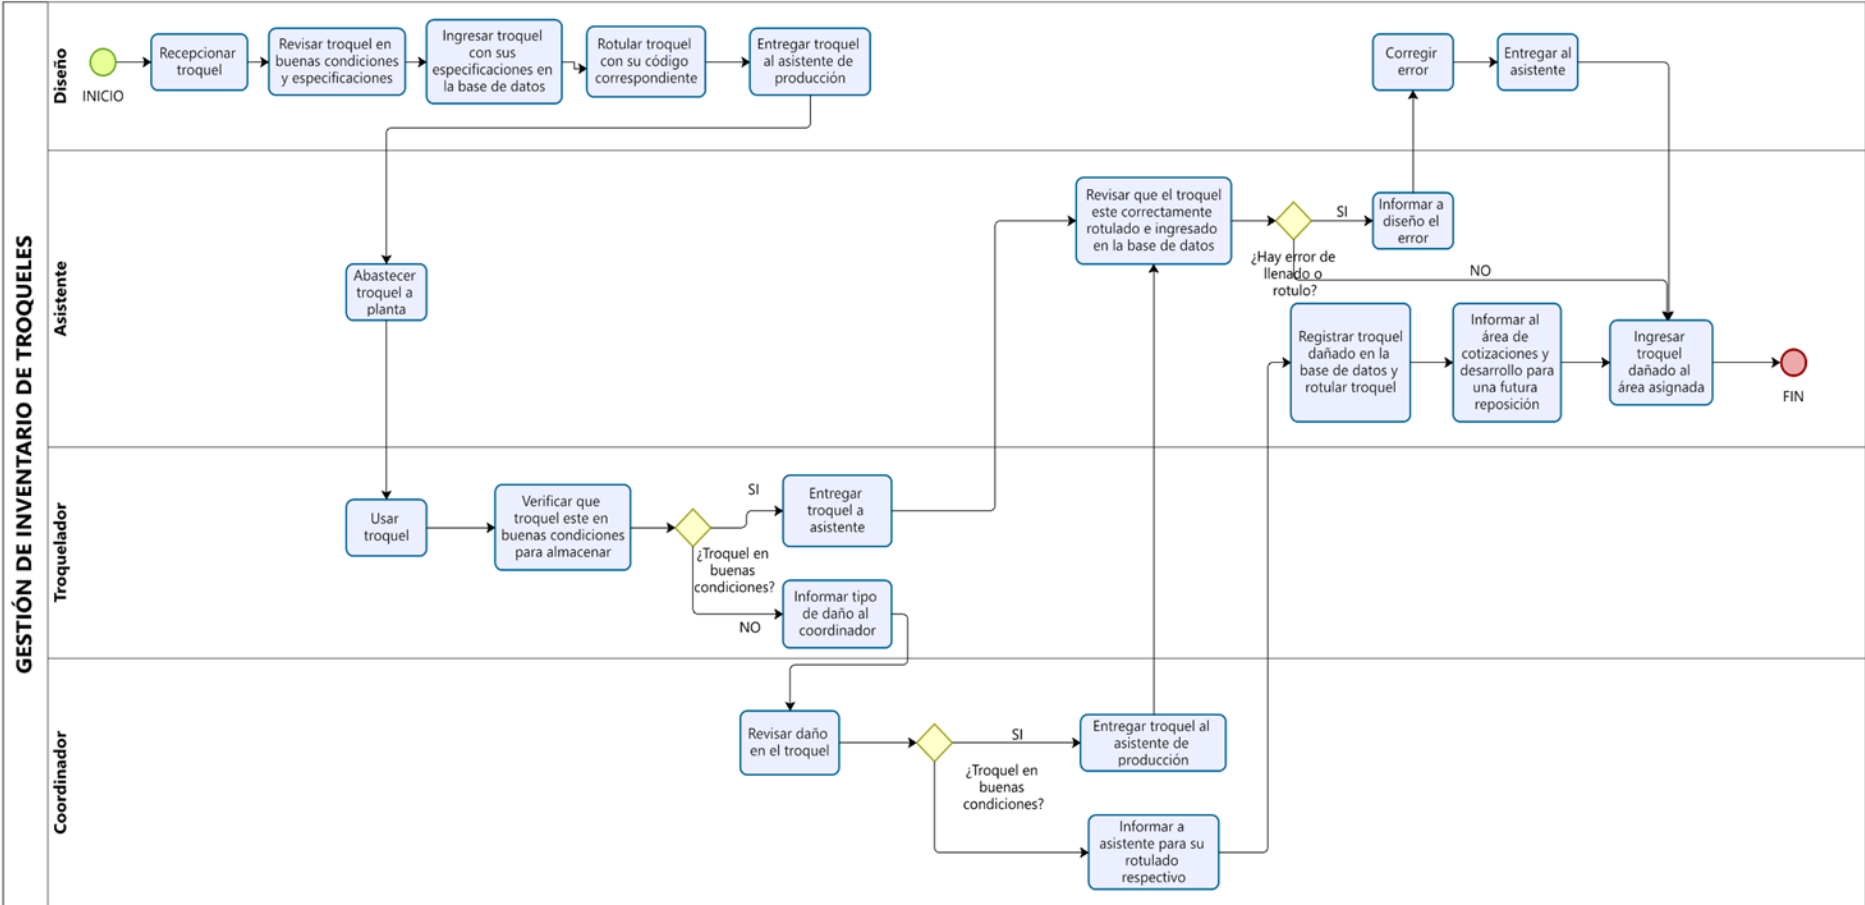 GESTIÓN DE INVENTARIO DE TROQUELES
Diseño
INICIO
Recepcionar
troquel
Revisar troquel en
buenas condiciones
y especificaciones
Ingresar troquel
con sus
especificaciones en
la base de datos
Rotular troquel
con su código
correspondiente
Entregar troquel
al asistente de
producción
Corregir
error
Entregar al
asistente
Asistente
Abastecer
troquel a
planta
Revisar que el troquel
este correctamente
rotulado e ingresado
en la base de datos
¿Hay error de
llenado o
rotulo?
SI
Informar a
diseño el
error
NO
Registrar troquel
dañado en la
base de datos y
rotular troquel
Informar al
área de
cotizaciones y
desarrollo para
una futura
reposición
Ingresar
troquel
dañado al
área asignada
FIN
Troquelador
Usar
troquel
Verificar que
troquel este en
buenas condiciones
para almacenar
¿Troquel en
buenas
condiciones?
SI
Entregar
troquel a
asistente
NO
Informar tipo
de daño al
coordinador
Coordinador
Revisar daño
en el troquel
¿Troquel en
buenas
condiciones?
SI
Entregar troquel al
asistente de
producción
Informar a
asistente para su
rotulado
respectivo